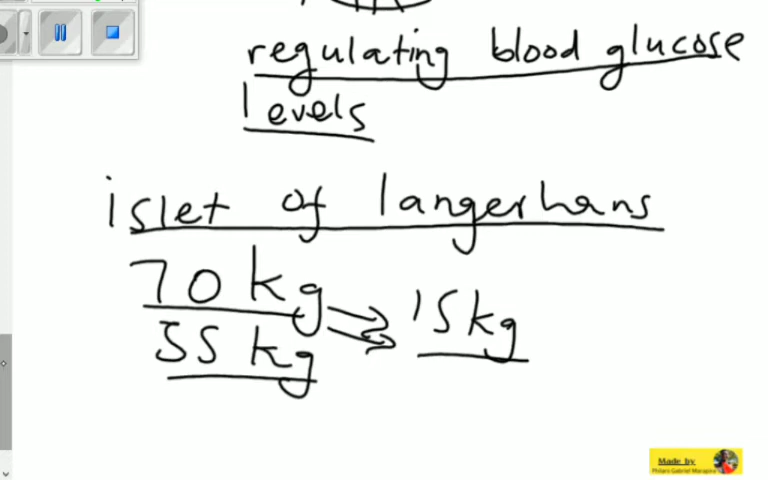 regulating blood glucose
levels
islet of langerhans
70 kg
55 kg
15 kg
Made by